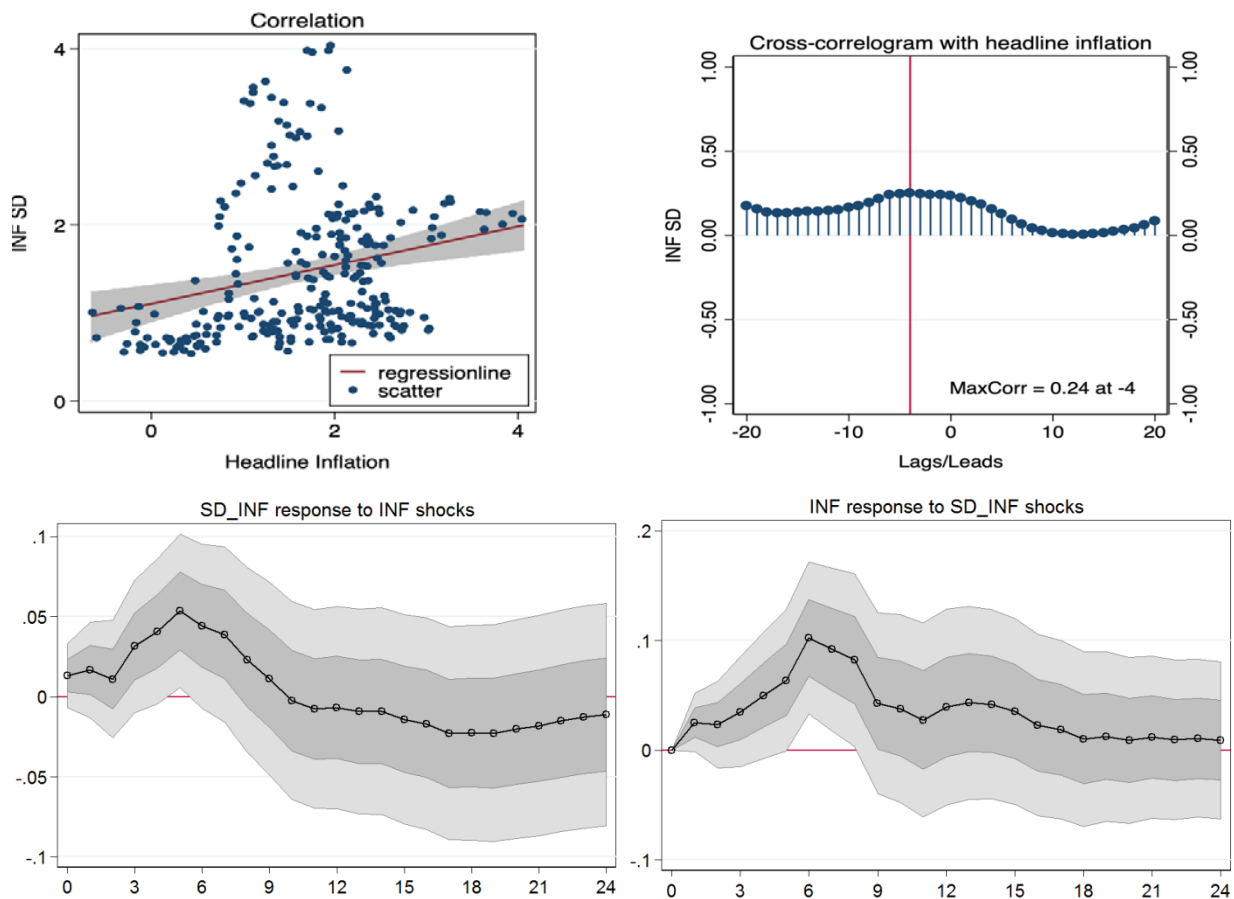 Correlation
INF SD
4
2
0
regressionline
scatter
0 2 4
Headline Inflation
Cross-correlogram with headline inflation
INF SD
1.00 1.00
0.50 0.50
0.00 0.00
-0.50 -0.50
-1.00 -1.00
MaxCorr = 0.24 at -4
-20 -10 0 10 20
Lags/Leads
SD_INF response to INF shocks
.1
.05
0
-.05
-.1
0 3 6 9 12 15 18 21 24
INF response to SD_INF shocks
.2
.1
0
-.1
0 3 6 9 12 15 18 21 24